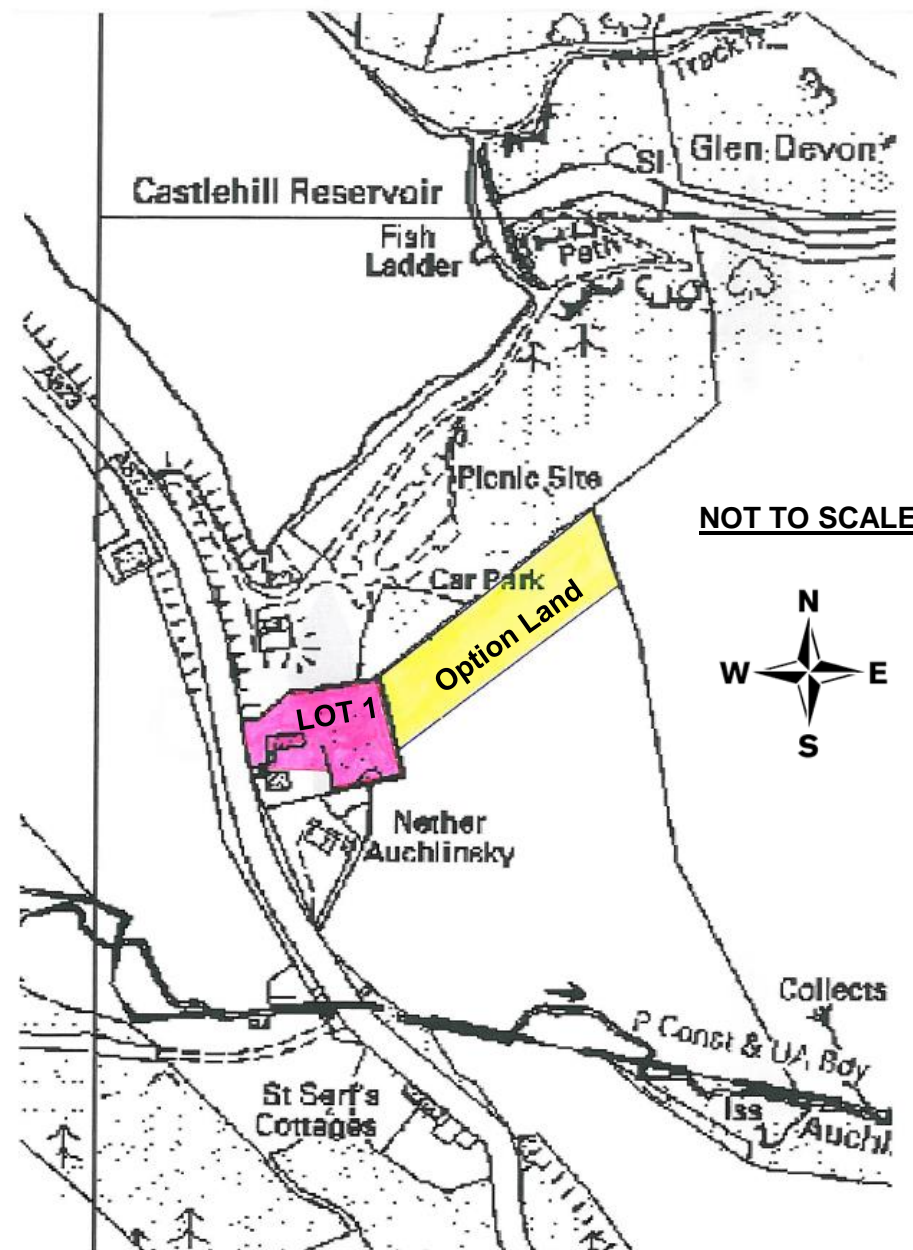 Track
Glen Devon
Sl
Castlehill Reservoir
Fish
Ladder
Path
A823
A823
Picnic Site
NOT TO SCALE
Car Park
Option Land
N
W E
S
LOT 1
Nether
Auchlinsky
Collects
P Const & UA Bdy
St Serf's
Cottages
Iss
Auchl